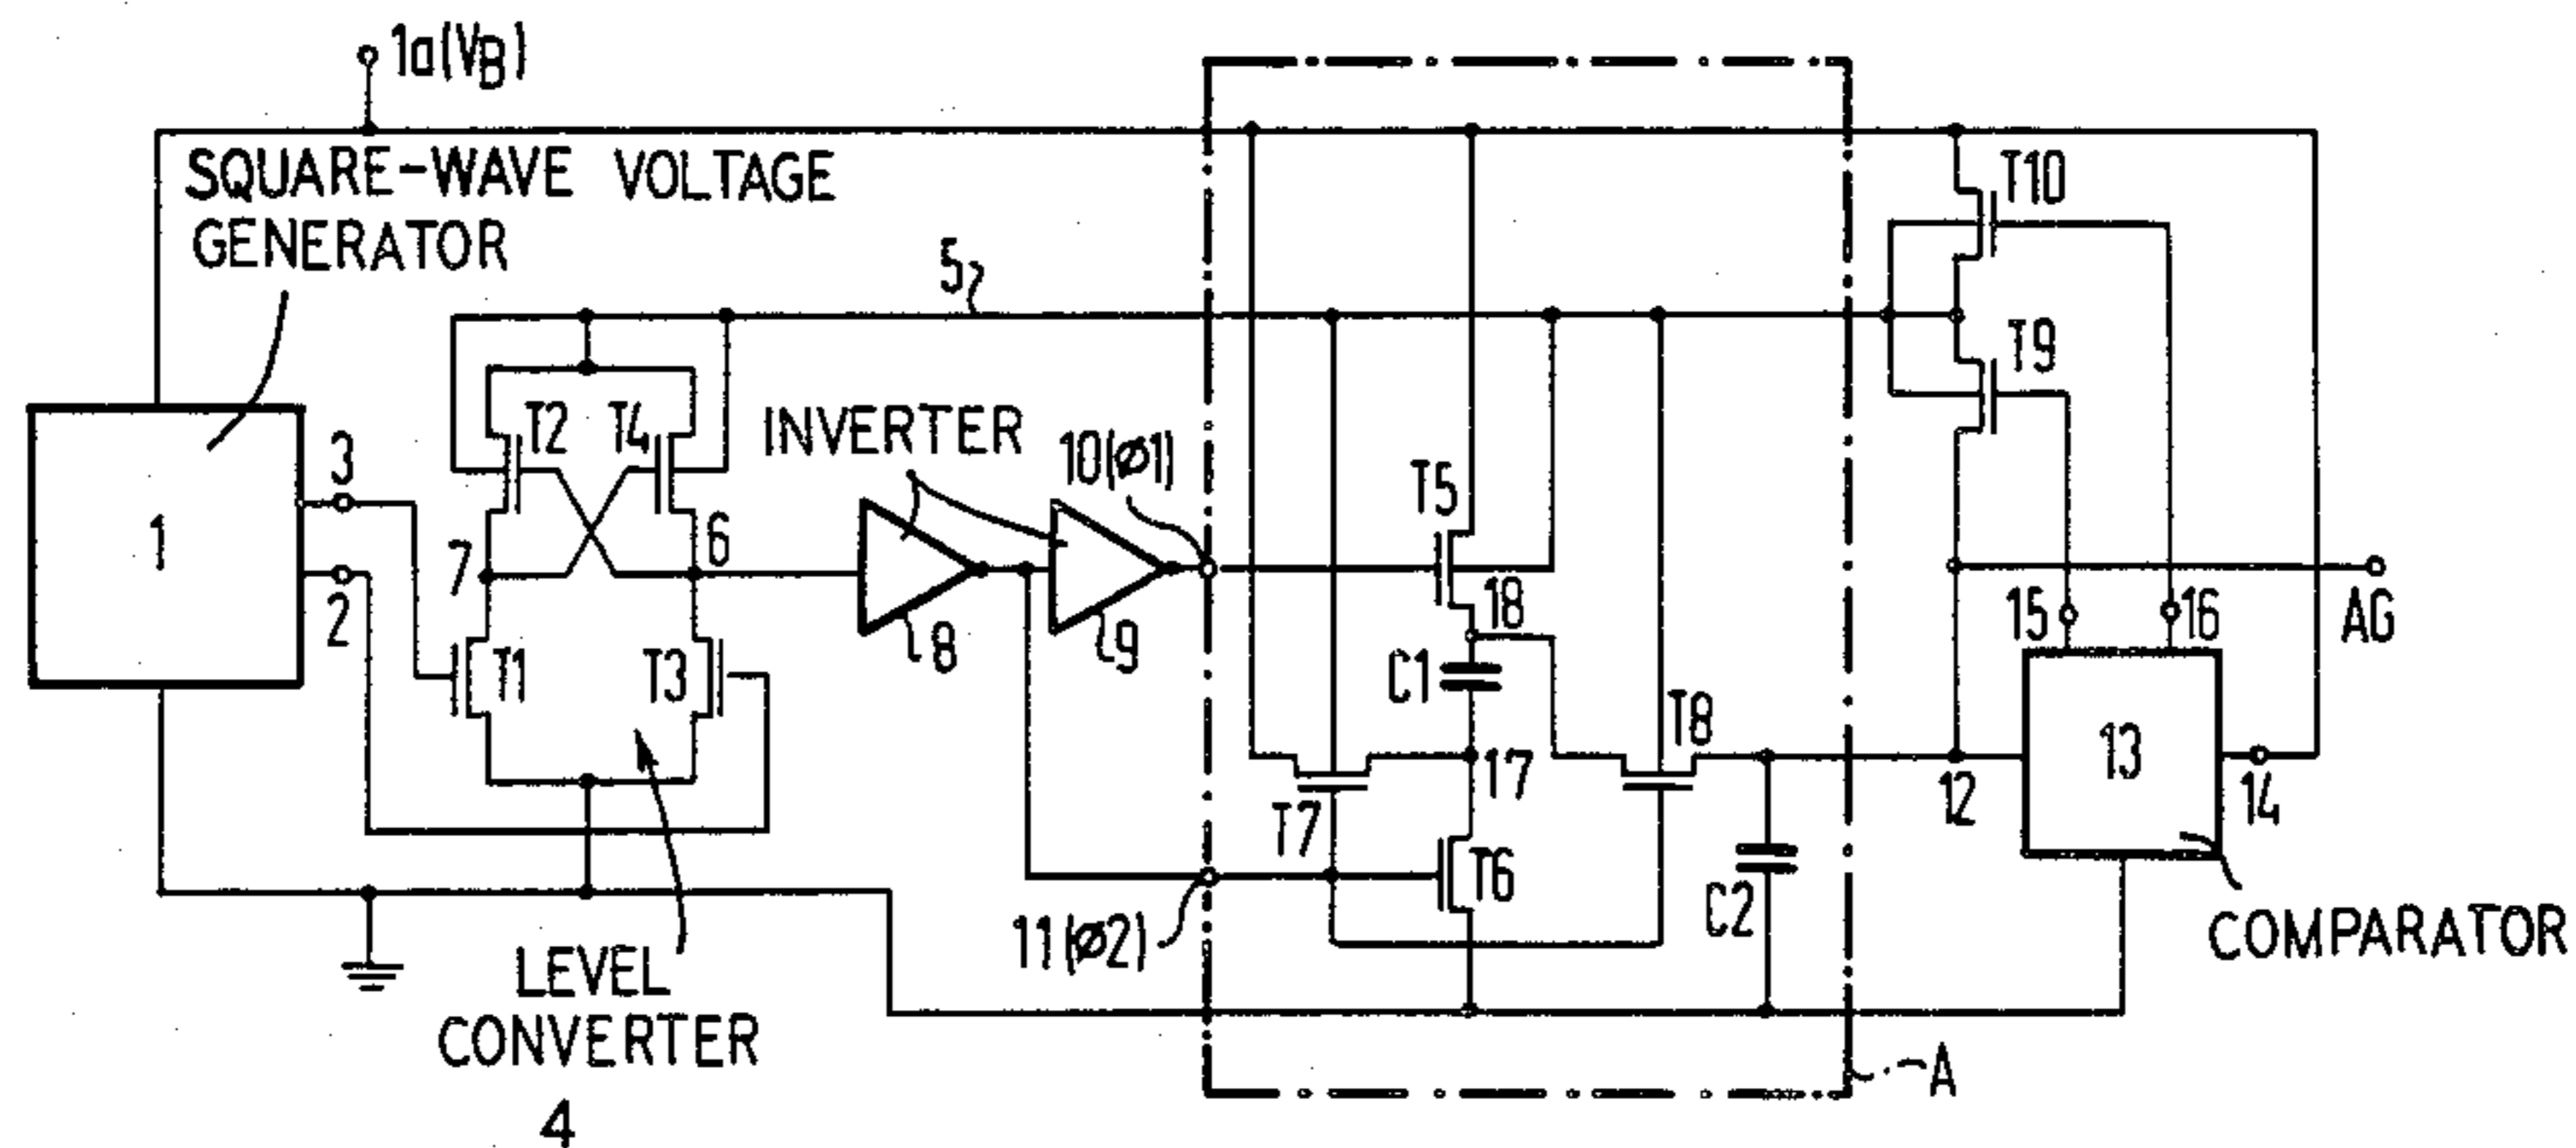 1a(VB)
SQUARE-WAVE VOLTAGE
GENERATOR
T10
5
T9
T2
T4
INVERTER
10(ø1)
T5
3
1
7
6
18
2
15
16
AG
T1
T3
8
9
C1
T8
17
12
13
14
T7
T6
11(ø2)
C2
COMPARATOR
LEVEL
CONVERTER
4
A